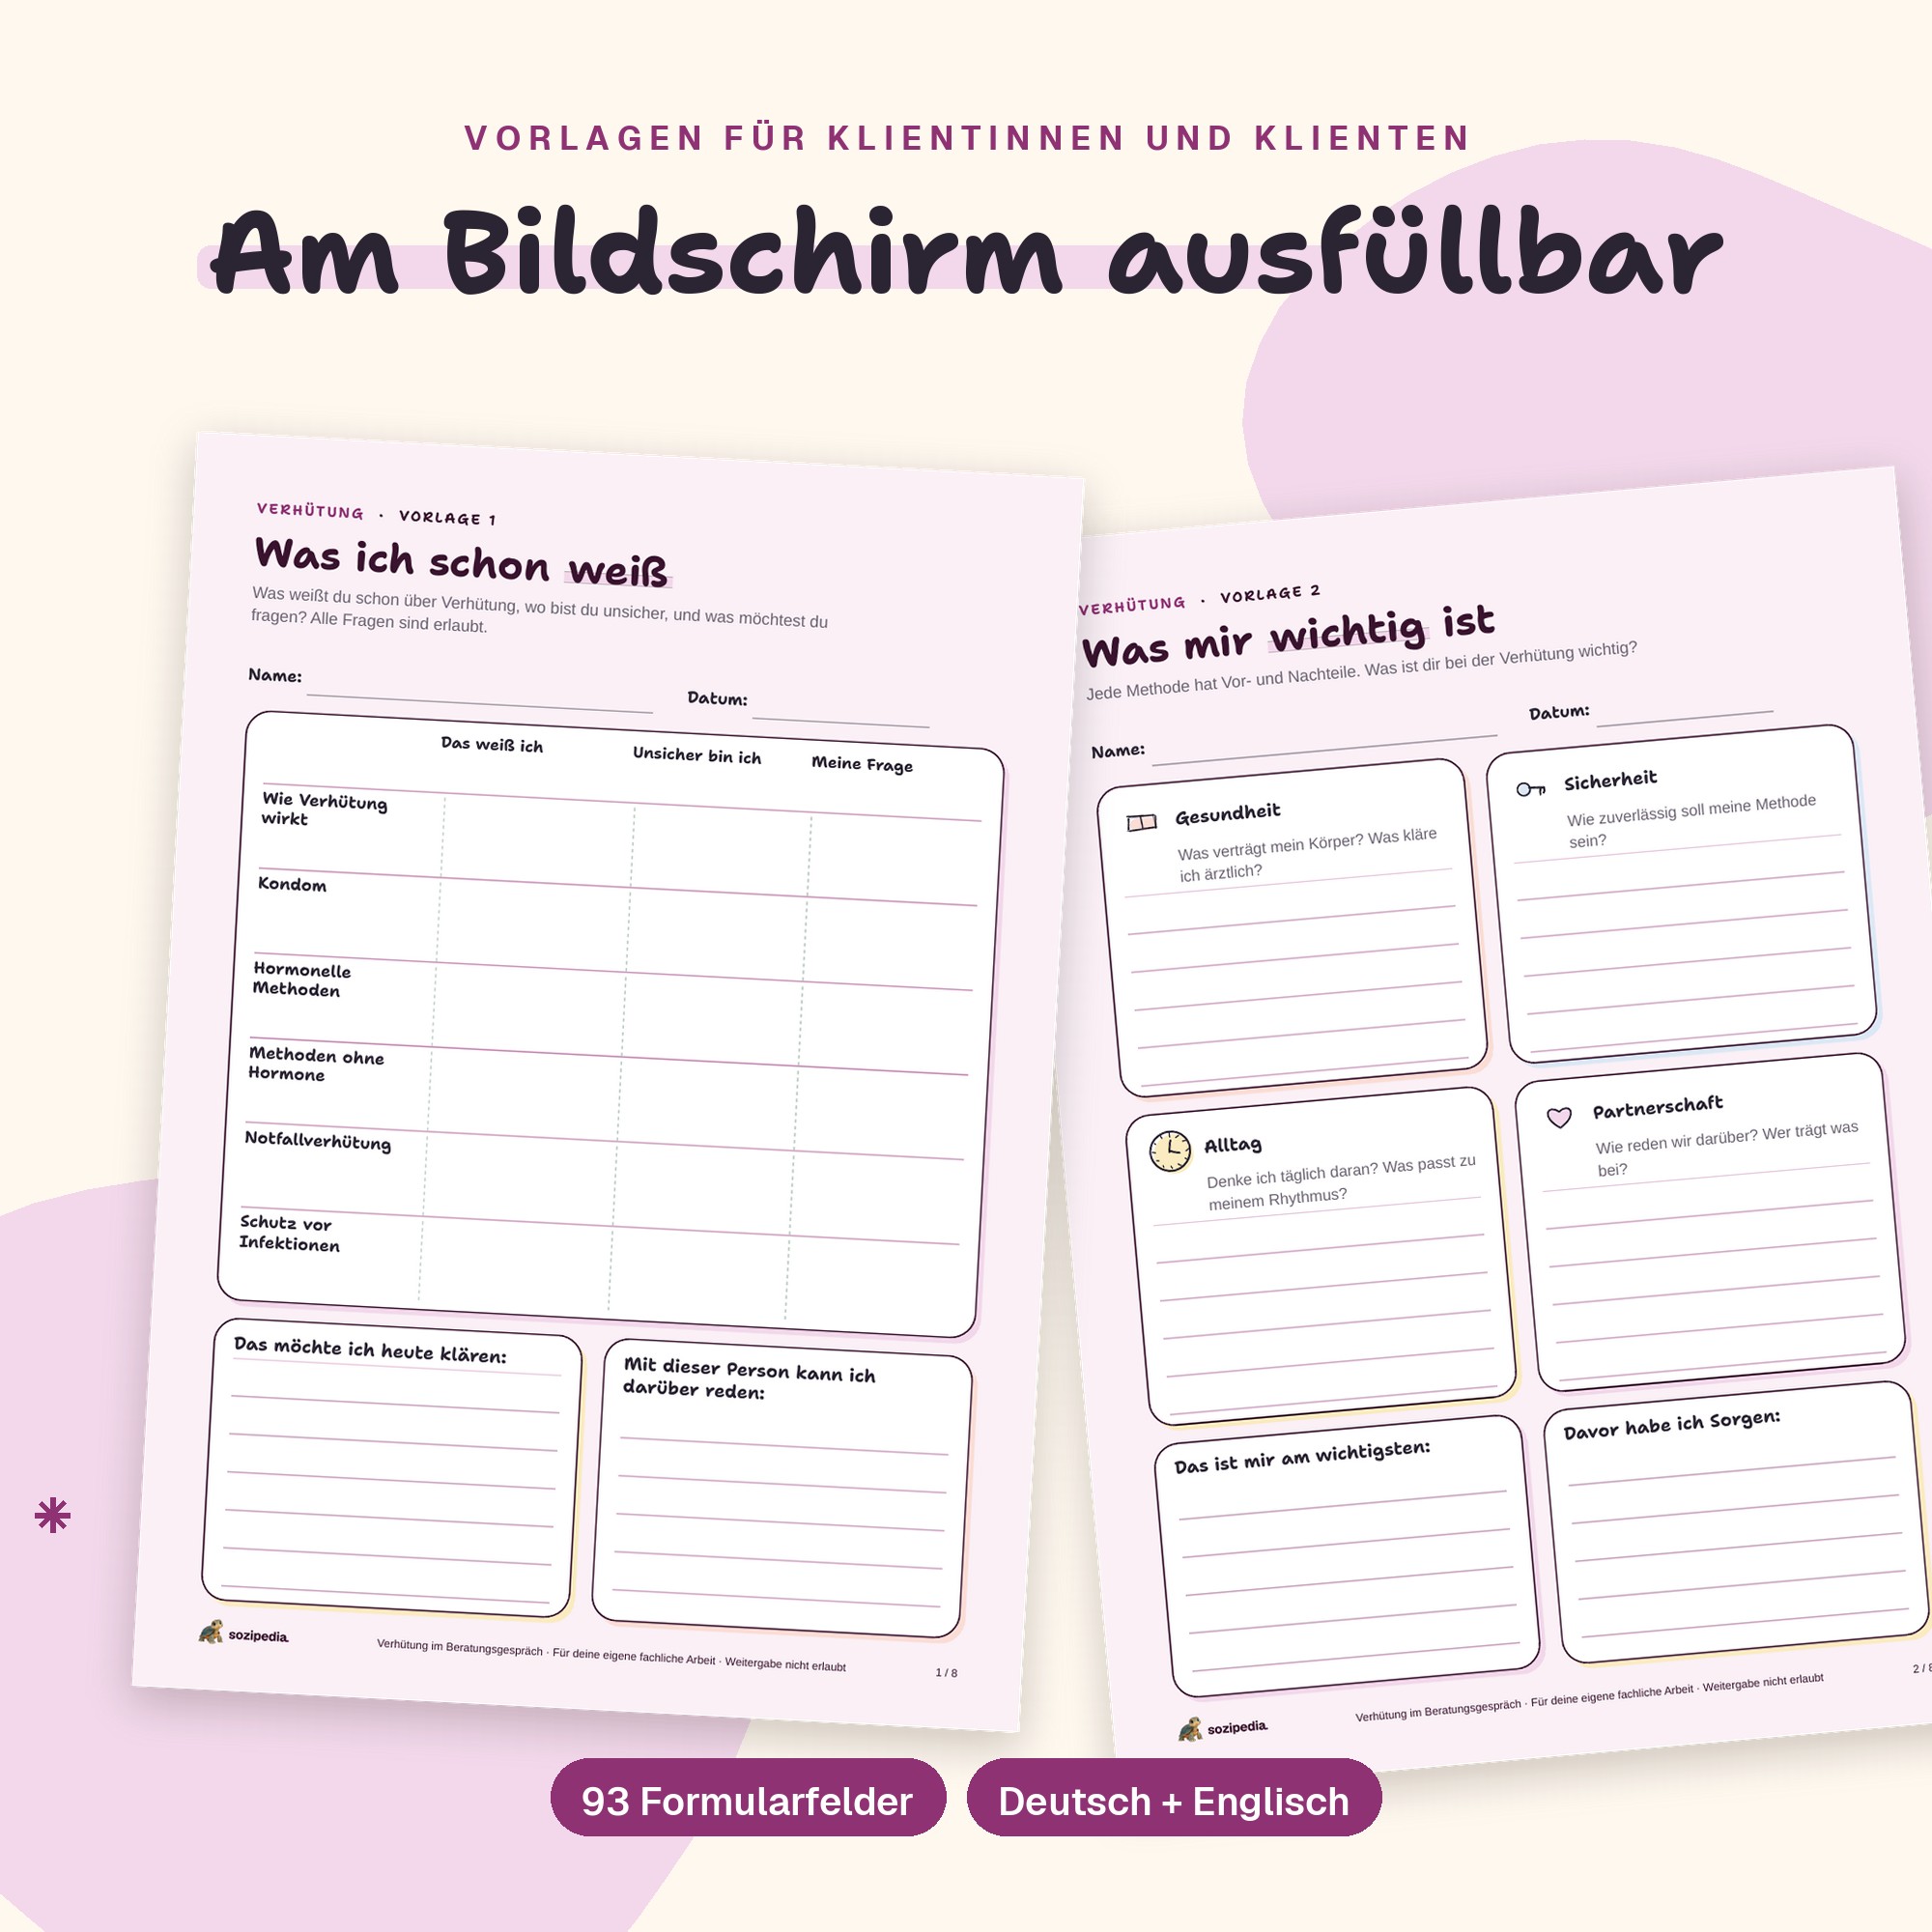 VORLAGEN FÜR KLIENTINNEN UND KLIENTEN
Am Bildschirm ausfüllbar
VERHÜTUNG · VORLAGE 1
Was ich schon weiß
Was weißt du schon über Verhütung, wo bist du unsicher, und was möchtest du
fragen? Alle Fragen sind erlaubt.
Name:
Datum:
Das weiß ich
Unsicher bin ich
Meine Frage
Wie Verhütung
wirkt
Kondom
Hormonelle
Methoden
Methoden ohne
Hormone
Notfallverhütung
Schutz vor
Infektionen
Das möchte ich heute klären:
Mit dieser Person kann ich
darüber reden:
sozipedia.
Verhütung im Beratungsgespräch · Für deine eigene fachliche Arbeit · Weitergabe nicht erlaubt
1 / 8
VERHÜTUNG · VORLAGE 2
Was mir wichtig ist
Jede Methode hat Vor- und Nachteile. Was ist dir bei der Verhütung wichtig?
Name:
Datum:
Gesundheit
Was verträgt mein Körper? Was kläre
ich ärztlich?
Sicherheit
Wie zuverlässig soll meine Methode
sein?
Alltag
Denke ich täglich daran? Was passt zu
meinem Rhythmus?
Partnerschaft
Wie reden wir darüber? Wer trägt was
bei?
Das ist mir am wichtigsten:
Davor habe ich Sorgen:
sozipedia.
Verhütung im Beratungsgespräch · Für deine eigene fachliche Arbeit · Weitergabe nicht erlaubt
2 / 8
93 Formularfelder
Deutsch + Englisch